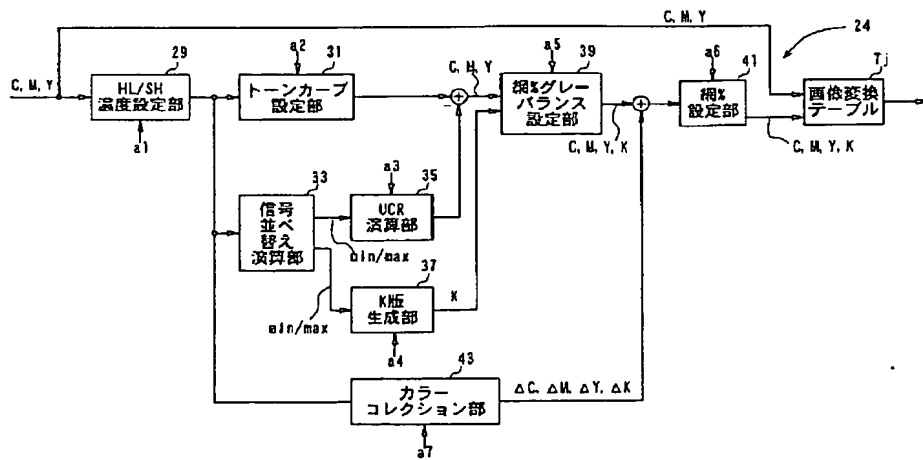 C, M, Y
24
C, M, Y
29
HL/SH
濃度設定部
a1
a2
31
トーンカーブ
設定部
−
C, M, Y
a5
39
網%グレー
バランス
設定部
C, M, Y, K
a6
41
網%
設定部
C, M, Y, K
Tj
画像変換
テーブル
33
信号
並べ
替え
演算部
min/max
min/max
a3
35
UCR
演算部
37
K版
生成部
K
a4
43
カラー
コレクション部
a7
ΔC, ΔM, ΔY, ΔK